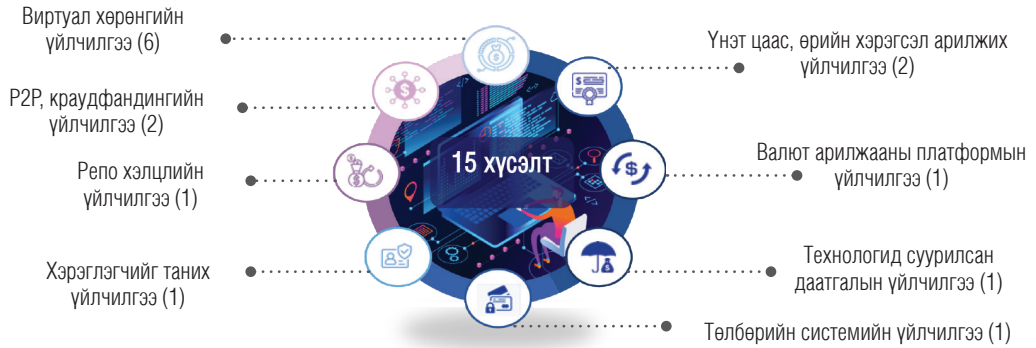 Виртуал хөрөнгийн
үйлчилгээ (6)
P2P, краудфандингийн
үйлчилгээ (2)
Репо хэлцлийн
үйлчилгээ (1)
Хэрэглэгчийг таних
үйлчилгээ (1)
15 хүсэлт
Үнэт цаас, өрийн хэрэгсэл арилжих
үйлчилгээ (2)
Валют арилжааны платформын
үйлчилгээ (1)
Технологид суурилсан
даатгалын үйлчилгээ (1)
Төлбөрийн системийн үйлчилгээ (1)